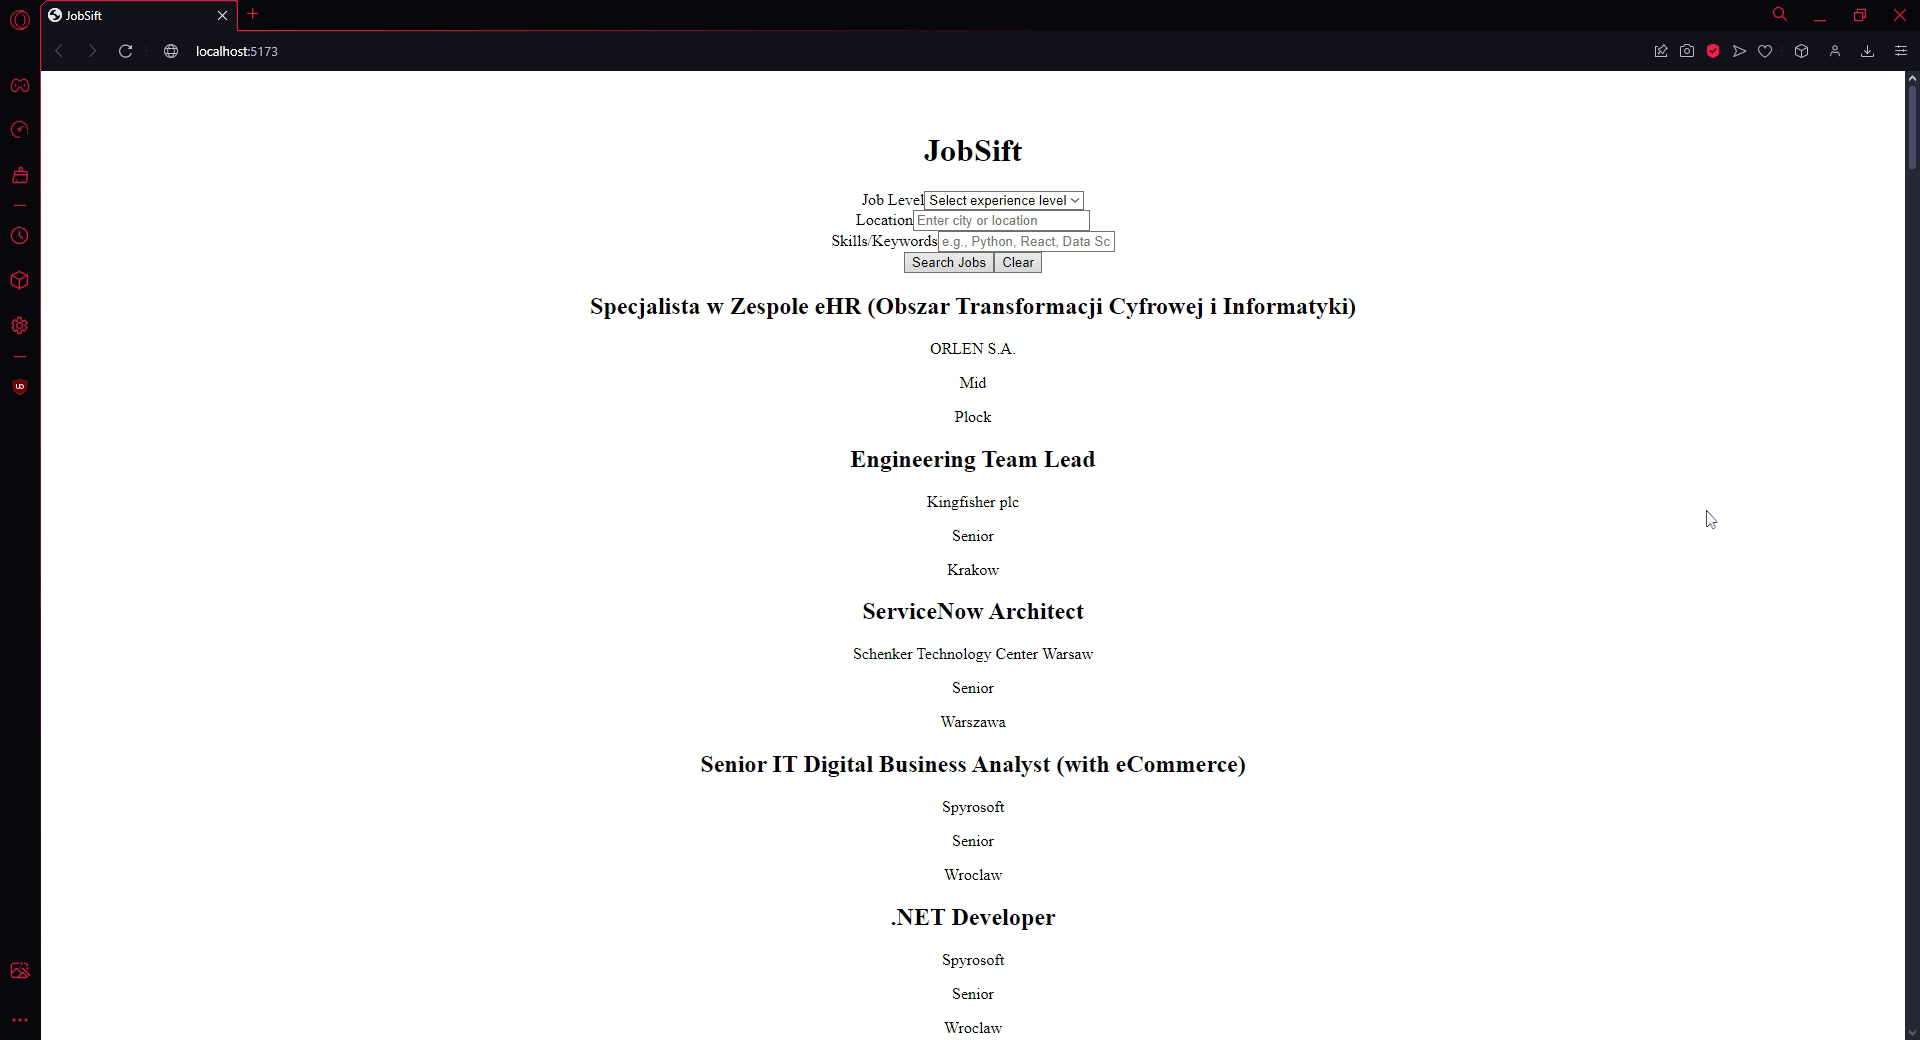 JobSift
localhost:5173
JobSift
Job Level Select experience level
Location Enter city or location
Skills/Keywords e.g., Python, React, Data Sc
Search Jobs Clear
Specjalista w Zespole eHR (Obszar Transformacji Cyfrowej i Informatyki)
ORLEN S.A.
Mid
Plock
Engineering Team Lead
Kingfisher plc
Senior
Krakow
ServiceNow Architect
Schenker Technology Center Warsaw
Senior
Warszawa
Senior IT Digital Business Analyst (with eCommerce)
Spyrosoft
Senior
Wroclaw
.NET Developer
Spyrosoft
Senior
Wroclaw